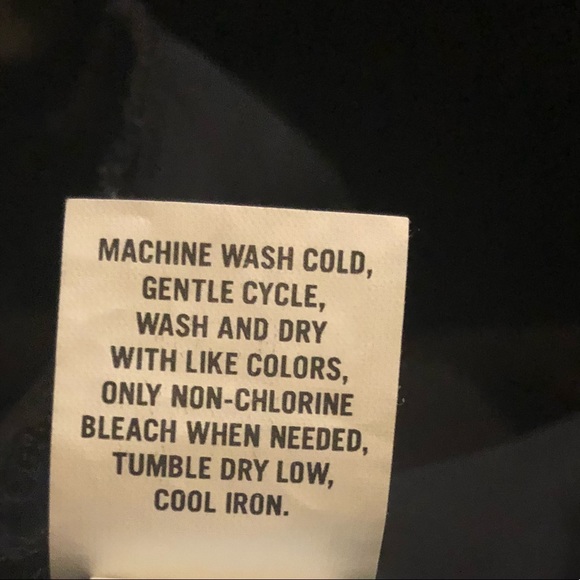 MACHINE WASH COLD,
GENTLE CYCLE,
WASH AND DRY
WITH LIKE COLORS,
ONLY NON-CHLORINE
BLEACH WHEN NEEDED,
TUMBLE DRY LOW,
COOL IRON.